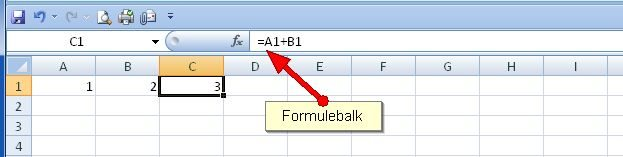 C1 fx =A1+B1
A B C D E F G H I
1 1 2 3
2
Formulebalk
3
4